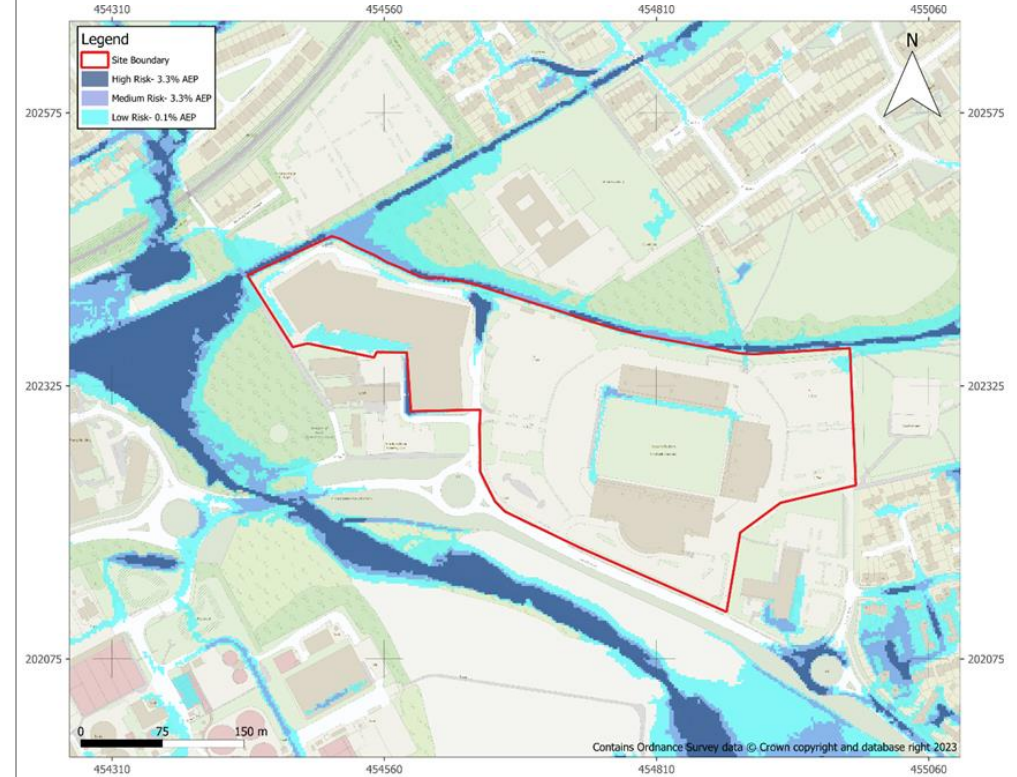 454310 454560 454810 455060
Legend
Site Boundary
High Risk- 3.3% AEP
Medium Risk- 3.3% AEP
Low Risk- 0.1% AEP
N
202575 202575
202325 202325
202075 202075
0 75 150 m
Contains Ordnance Survey data © Crown copyright and database right 2023
454310 454560 454810 455060